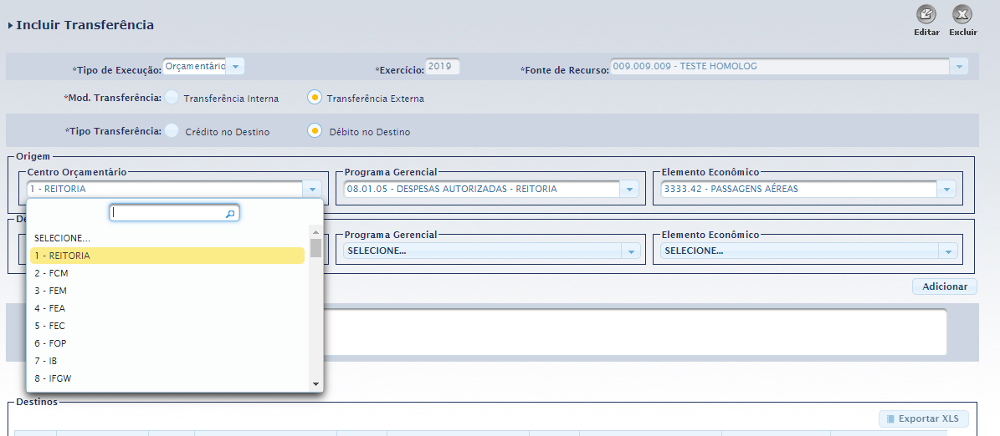 Incluir Transferência
Editar Excluir
*Tipo de Execução: Orçamentário *Exercício: 2019 *Fonte de Recurso: 009.009.009 - TESTE HOMOLOG
*Mod. Transferência: Transferência Interna Transferência Externa
*Tipo Transferência: Crédito no Destino Débito no Destino
Origem
Centro Orçamentário Programa Gerencial Elemento Econômico
1 - REITORIA 08.01.05 - DESPESAS AUTORIZADAS - REITORIA 3333.42 - PASSAGENS AÉREAS
SELECIONE...
1 - REITORIA
2 - FCM
3 - FEM
4 - FEA
5 - FEC
6 - FOP
7 - IB
8 - IFGW
Programa Gerencial Elemento Econômico
SELECIONE... SELECIONE...
Adicionar
Destinos
Exportar XLS